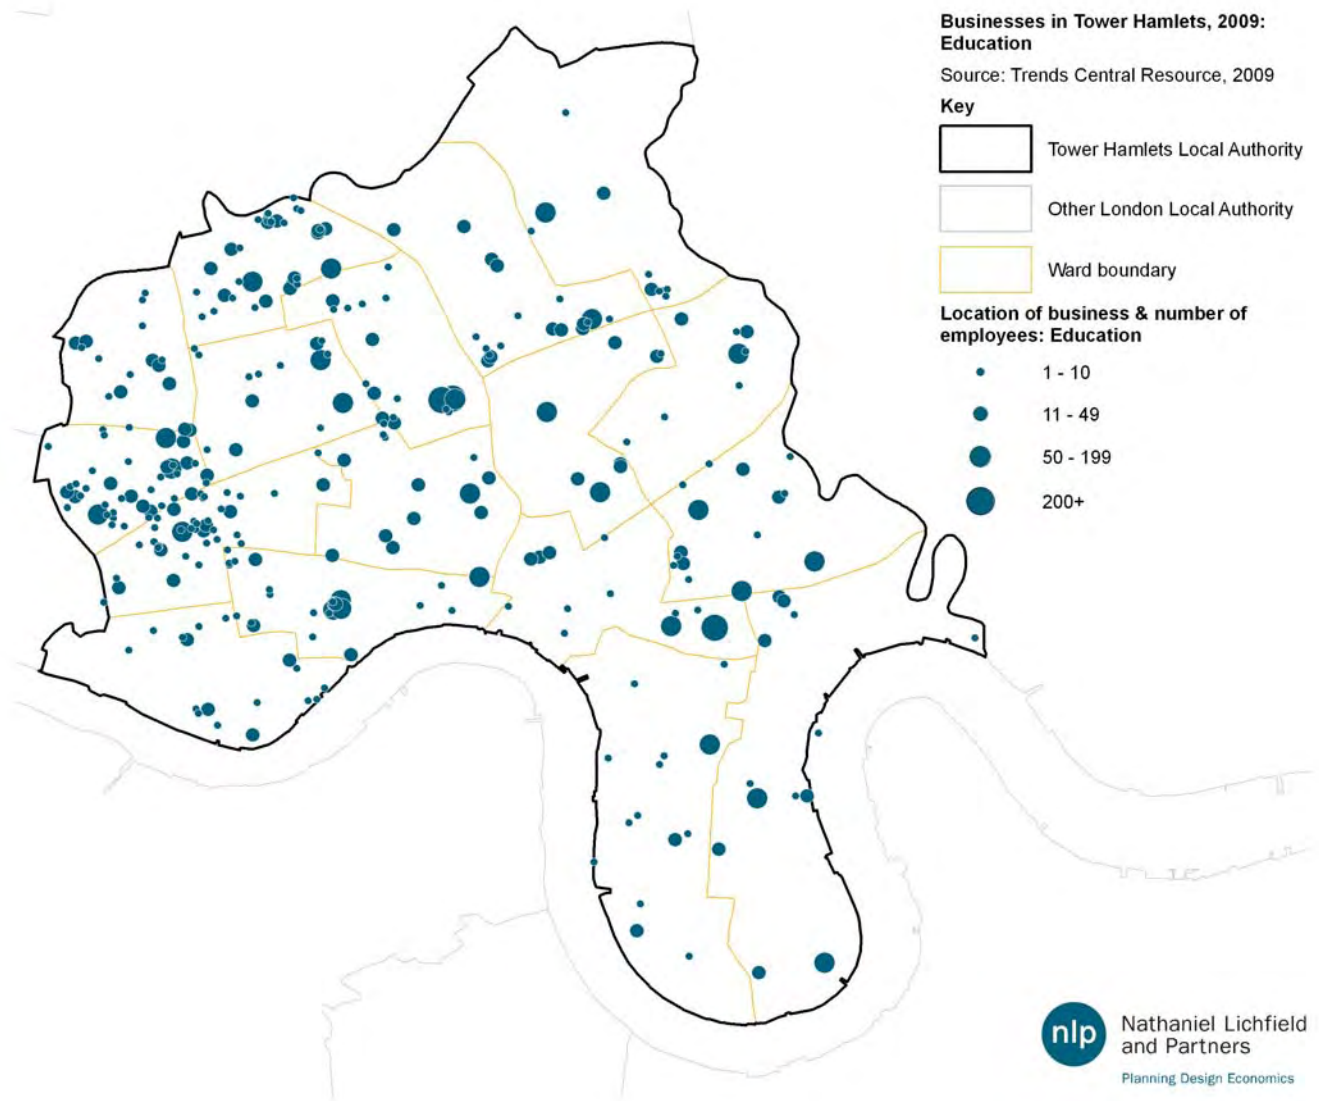 Businesses in Tower Hamlets, 2009:
Education
Source: Trends Central Resource, 2009
Key
Tower Hamlets Local Authority
Other London Local Authority
Ward boundary
Location of business & number of
employees: Education
1 - 10
11 - 49
50 - 199
200+
nlp
Nathaniel Lichfield
and Partners
Planning Design Economics